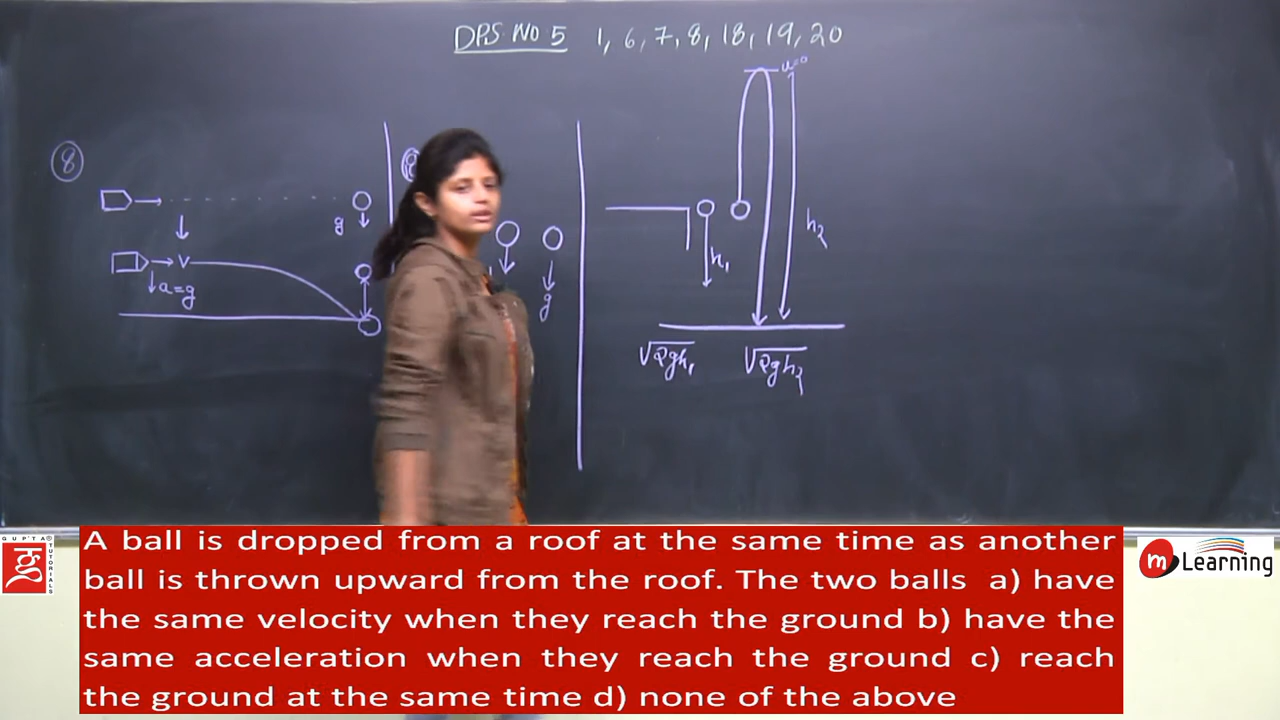 DPS NO 5 1, 6, 7, 8, 18, 19, 20
u=0
8
g
v
a=g
g
h₁
h₂
√2gh₁ √2gh₂
A ball is dropped from a roof at the same time as another
ball is thrown upward from the roof. The two balls a) have
the same velocity when they reach the ground b) have the
same acceleration when they reach the ground c) reach
the ground at the same time d) none of the above
GUPTA
TUTORIALS
m Learning